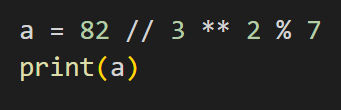 a = 82 // 3 ** 2 % 7
print(a)